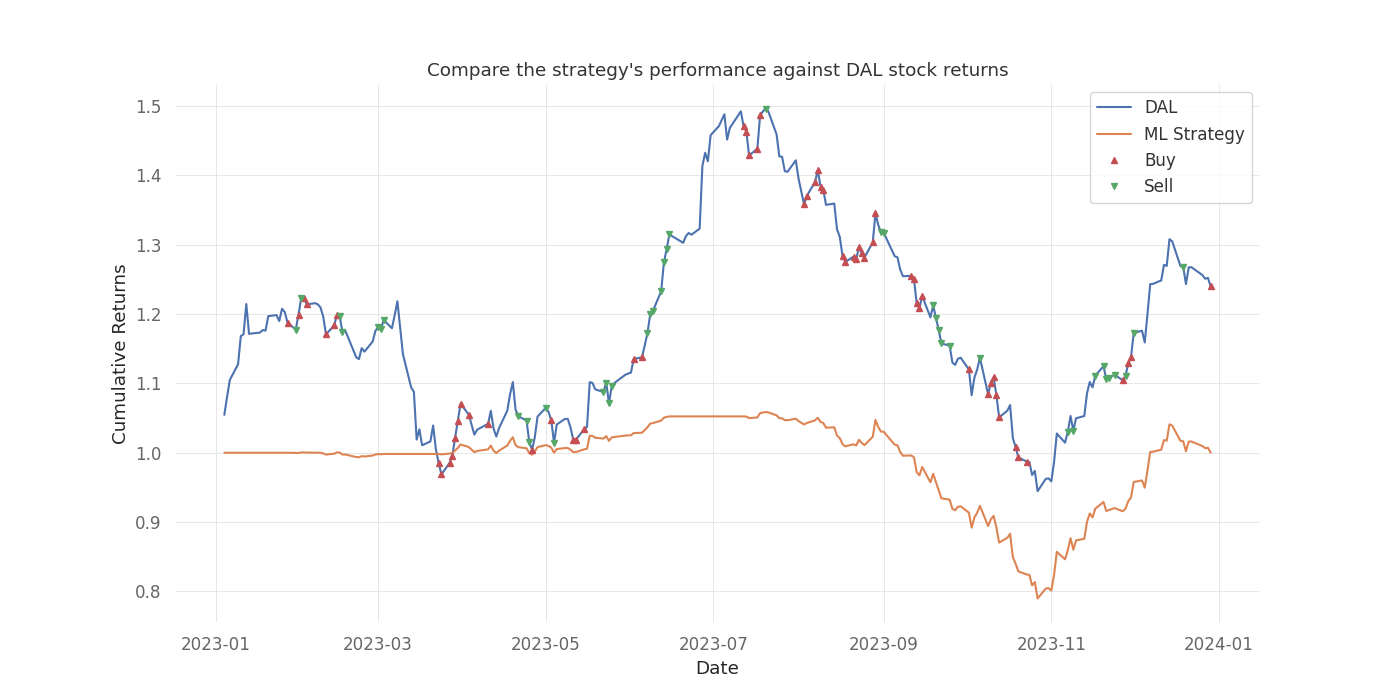 Compare the strategy's performance against DAL stock returns
DAL
ML Strategy
Buy
Sell
Cumulative Returns
1.5
1.4
1.3
1.2
1.1
1.0
0.9
0.8
2023-01
2023-03
2023-05
2023-07
2023-09
2023-11
2024-01
Date